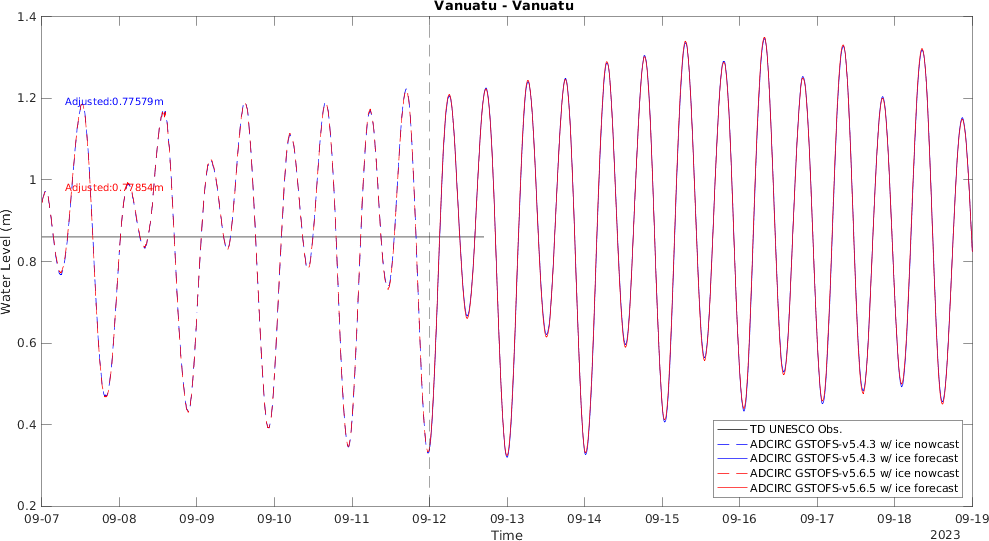 Vanuatu - Vanuatu
1.4
1.2
1
0.8
0.6
0.4
0.2
Water Level (m)
Adjusted:0.77579m
Adjusted:0.77854m
TD UNESCO Obs.
ADCIRC GSTOFS-v5.4.3 w/ ice nowcast
ADCIRC GSTOFS-v5.4.3 w/ ice forecast
ADCIRC GSTOFS-v5.6.5 w/ ice nowcast
ADCIRC GSTOFS-v5.6.5 w/ ice forecast
09-07 09-08 09-09 09-10 09-11 09-12 09-13 09-14 09-15 09-16 09-17 09-18 09-19
Time
2023